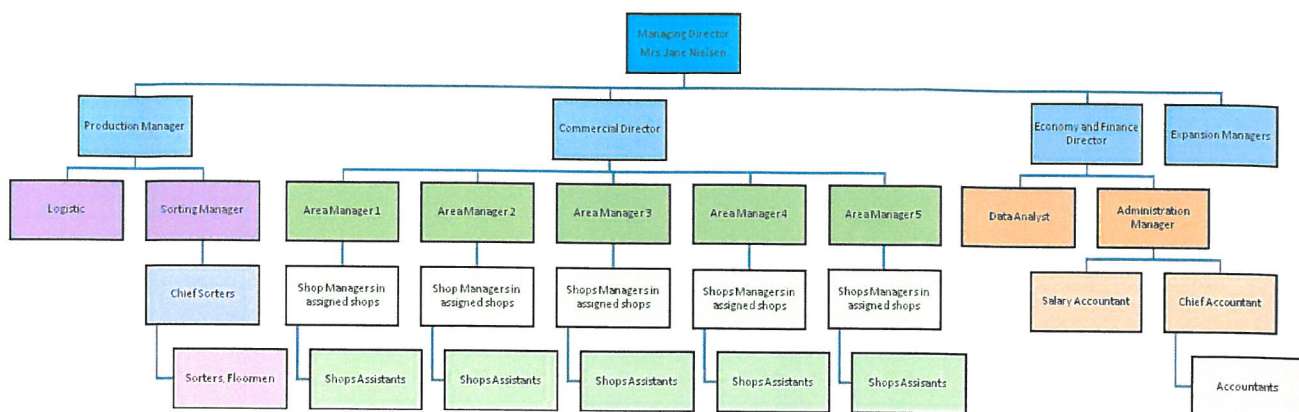 Managing Director
Mrs. Jane Nielsen
Production Manager
Commercial Director
Economy and Finance
Director
Expansion Managers
Logistic
Sorting Manager
Area Manager 1
Area Manager 2
Area Manager 3
Area Manager 4
Area Manager 5
Data Analyst
Administration
Manager
Chief Sorters
Shop Managers in
assigned shops
Shop Managers in
assigned shops
Shops Managers in
assigned shops
Shops Managers in
assigned shops
Shops Managers in
assigned shops
Salary Accountant
Chief Accountant
Sorters, Floormen
Shops Assistants
Shops Assistants
Shops Assistants
Shops Assistants
Shops Assisants
Accountants